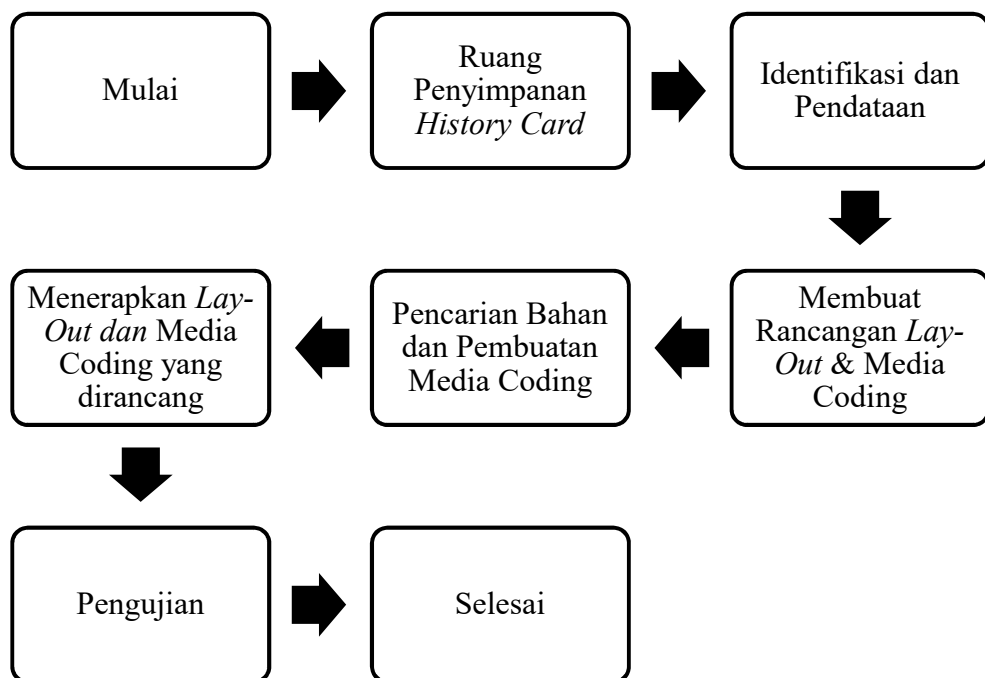 Mulai
Ruang
Penyimpanan
History Card
Identifikasi dan
Pendataan
Membuat
Rancangan Lay-
Out & Media
Coding
Pencarian Bahan
dan Pembuatan
Media Coding
Menerapkan Lay-
Out dan Media
Coding yang
dirancang
Pengujian
Selesai